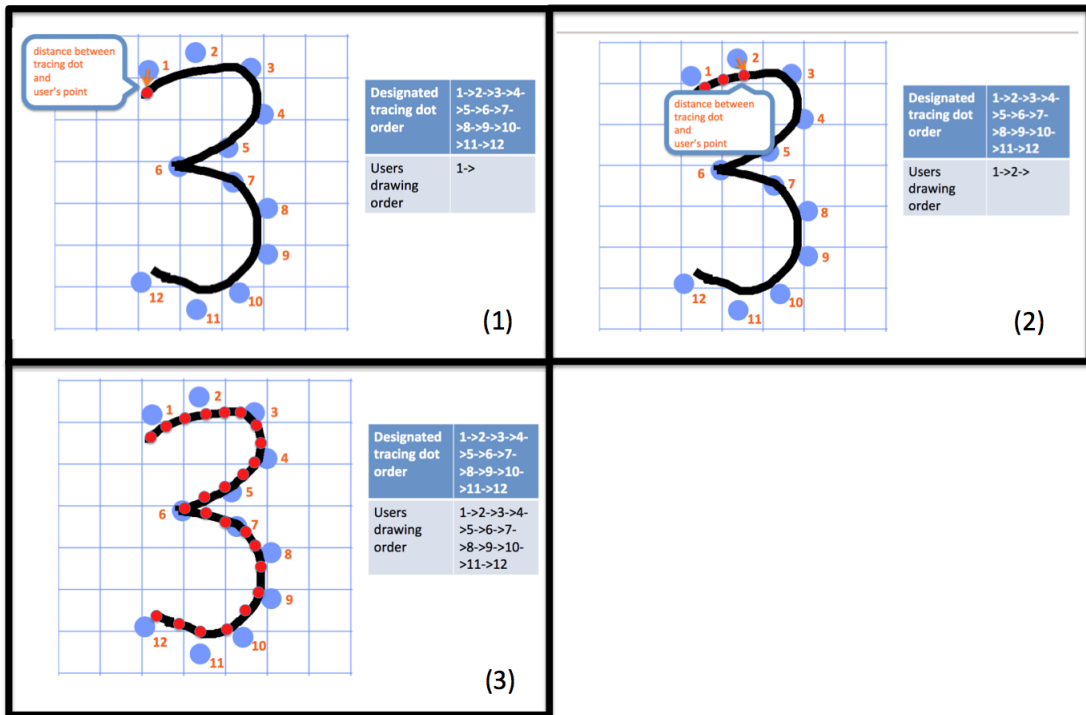 distance between
tracing dot
and
user's point
1
2
3
4
5
6
7
8
9
10
11
12
Designated
tracing dot
order
1->2->3->4-
>5->6->7-
>8->9->10-
>11->12
Users
drawing
order
1->
(1)
1
2
3
distance between
tracing dot
and
user's point
4
5
6
7
8
9
10
11
12
Designated
tracing dot
order
1->2->3->4-
>5->6->7-
>8->9->10-
>11->12
Users
drawing
order
1->2->
(2)
1
2
3
4
5
6
7
8
9
10
11
12
Designated
tracing dot
order
1->2->3->4-
>5->6->7-
>8->9->10-
>11->12
Users
drawing
order
1->2->3->4-
>5->6->7-
>8->9->10-
>11->12
(3)